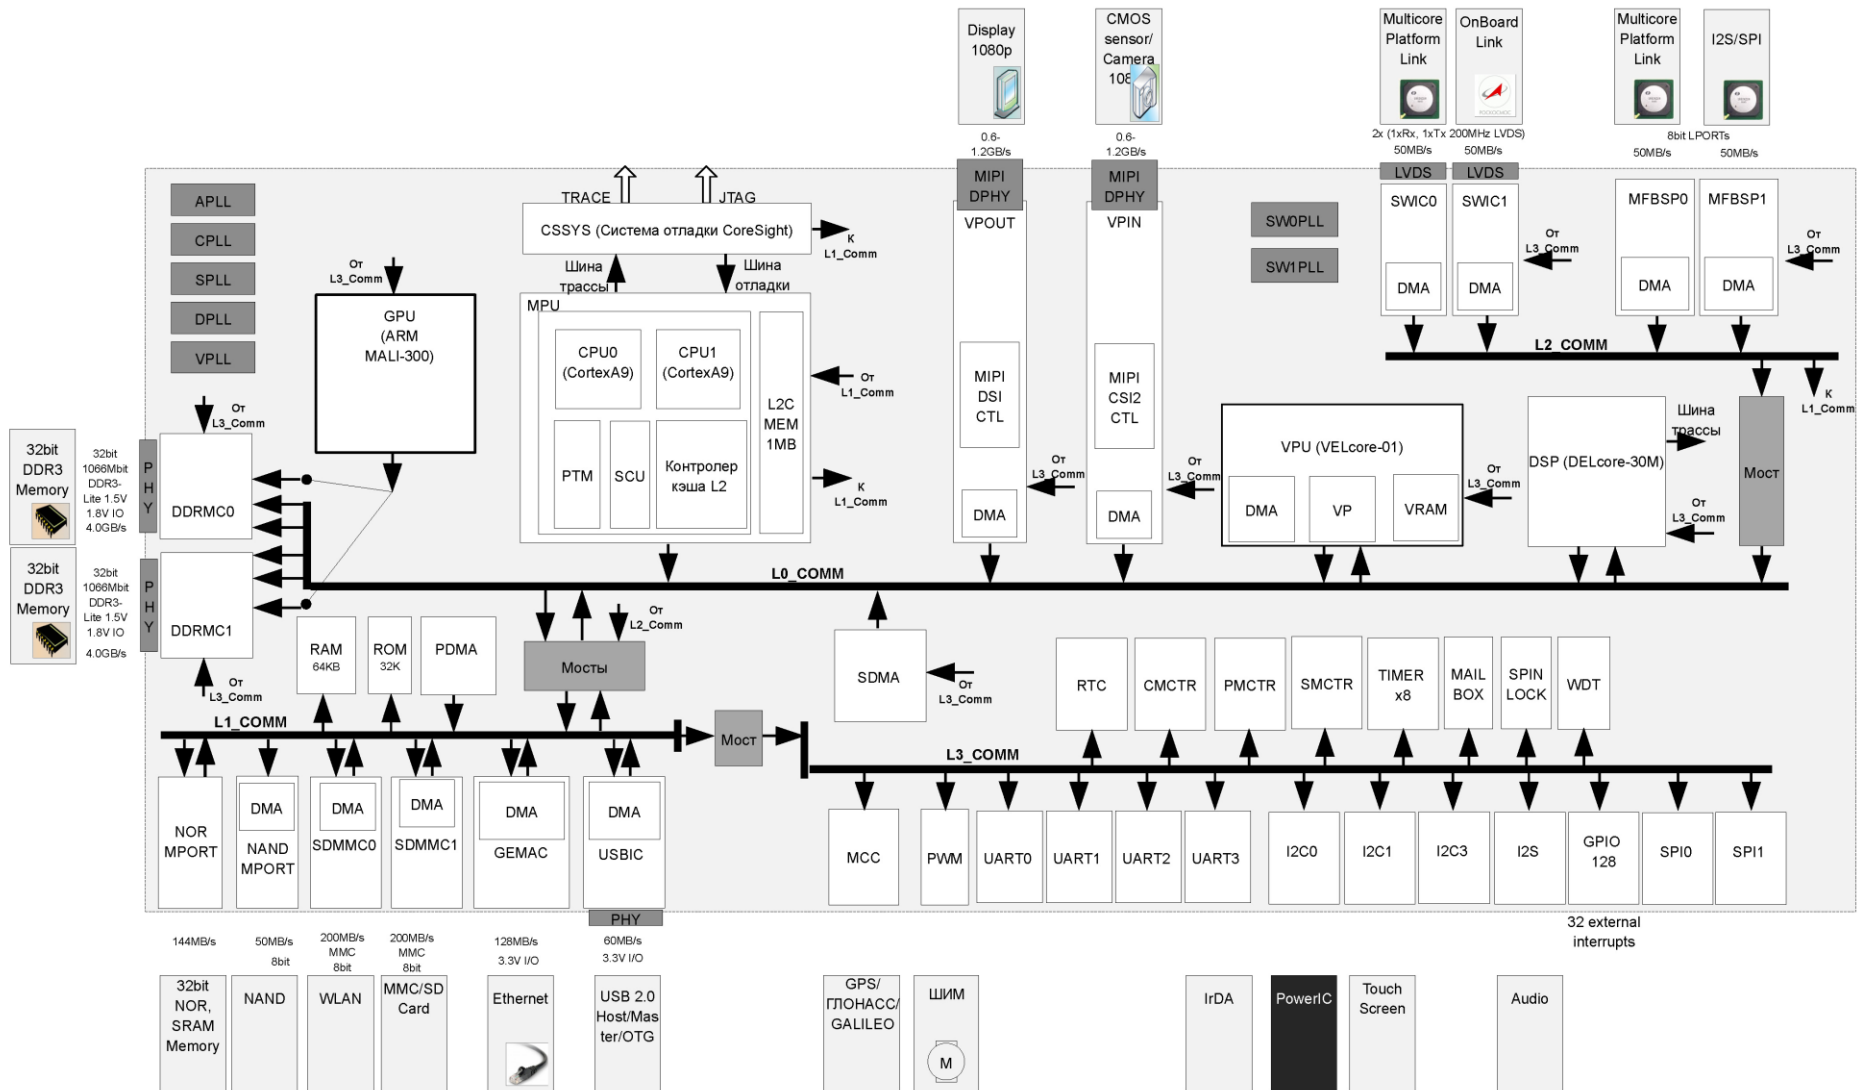 Display
1080p
CMOS
sensor/
Camera
108
Multicore
Platform
Link
OnBoard
Link
Multicore
Platform
Link
I2S/SPI
0.6-
1.2GB/s
0.6-
1.2GB/s
2x (1xRx, 1xTx 200MHz LVDS)
50MB/s
50MB/s
8bit LPORTs
50MB/s
50MB/s
MIPI
DPHY
MIPI
DPHY
LVDS
LVDS
APLL
CPLL
SPLL
DPLL
VPLL
TRACE
JTAG
CSSYS (Система отладки CoreSight)
К
L1_Comm
Шина
трассы
Шина
отладки
VPOUT
MIPI
DSI
CTL
DMA
VPIN
MIPI
CSI2
CTL
DMA
SW0PLL
SW1PLL
SWIC0
DMA
SWIC1
DMA
От
L3_Comm
MFBSP0
DMA
MFBSP1
DMA
От
L3_Comm
L2_COMM
К
L1_Comm
От
L3_Comm
GPU
(ARM
MALI-300)
MPU
CPU0
(CortexA9)
CPU1
(CortexA9)
PTM
SCU
Контролер
кэша L2
L2C
MEM
1MB
От
L1_Comm
К
L1_Comm
От
L3_Comm
От
L3_Comm
VPU (VELcore-01)
DMA
VP
VRAM
От
L3_Comm
DSP (DELcore-30M)
Шина
трассы
От
L3_Comm
Мост
От
L3_Comm
32bit
DDR3
Memory
32bit
1066Mbit
DDR3-
Lite 1.5V
1.8V IO
4.0GB/s
P
H
Y
DDRMC0
32bit
DDR3
Memory
32bit
1066Mbit
DDR3-
Lite 1.5V
1.8V IO
4.0GB/s
P
H
Y
DDRMC1
От
L3_Comm
L0_COMM
RAM
64KB
ROM
32K
PDMA
От
L2_Comm
Мосты
SDMA
От
L3_Comm
RTC
CMCTR
PMCTR
SMCTR
TIMER
x8
MAIL
BOX
SPIN
LOCK
WDT
L1_COMM
Мост
L3_COMM
NOR
MPORT
DMA
NAND
MPORT
DMA
SDMMC0
DMA
SDMMC1
DMA
GEMAC
DMA
USBIC
PHY
MCC
PWM
UART0
UART1
UART2
UART3
I2C0
I2C1
I2C3
I2S
GPIO
128
SPI0
SPI1
32 external
interrupts
144MB/s
50MB/s
8bit
200MB/s
MMC
8bit
200MB/s
MMC
8bit
128MB/s
3.3V I/O
60MB/s
3.3V I/O
32bit
NOR,
SRAM
Memory
NAND
WLAN
MMC/SD
Card
Ethernet
USB 2.0
Host/Mas
ter/OTG
GPS/
ГЛОНАСС/
GALILEO
ШИМ
M
IrDA
PowerIC
Touch
Screen
Audio